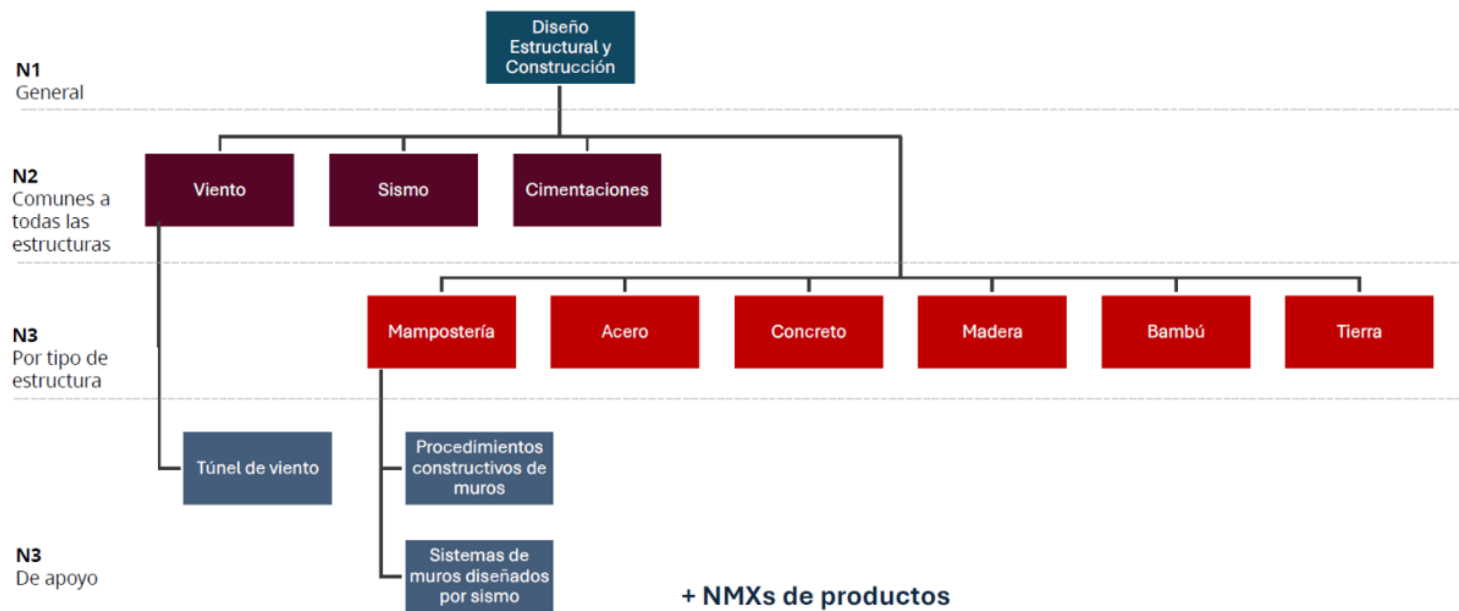 Diseño
Estructural y
Construcción
N1
General
N2
Comunes a
todas las
estructuras
Viento
Sismo
Cimentaciones
N3
Por tipo de
estructura
Mampostería
Acero
Concreto
Madera
Bambú
Tierra
Túnel de viento
Procedimientos
constructivos de
muros
N3
De apoyo
Sistemas de
muros diseñados
por sismo
+ NMXs de productos